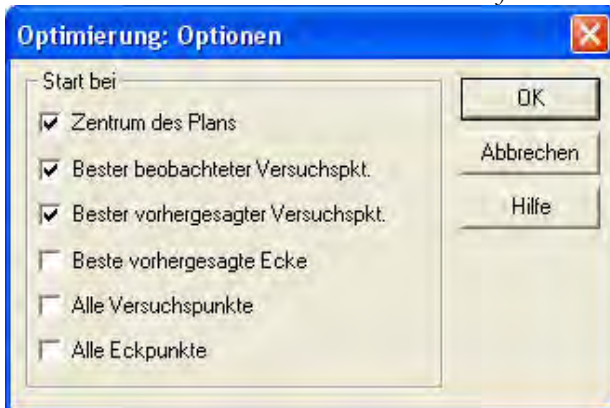 Optimierung: Optionen
Start bei
Zentrum des Plans
Bester beobachteter Versuchspkt.
Bester vorhergesagter Versuchspkt.
Beste vorhergesagte Ecke
Alle Versuchspunkte
Alle Eckpunkte
OK
Abbrechen
Hilfe